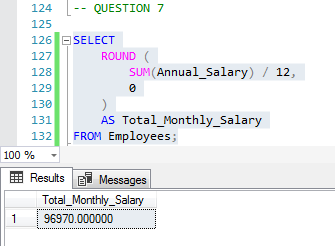 124
125 -- QUESTION 7
126 SELECT
127 ROUND (
128 SUM(Annual_Salary) / 12,
129 0
130 )
131 AS Total_Monthly_Salary
132 FROM Employees;
100 %
Results Messages
Total_Monthly_Salary
1 96970.000000